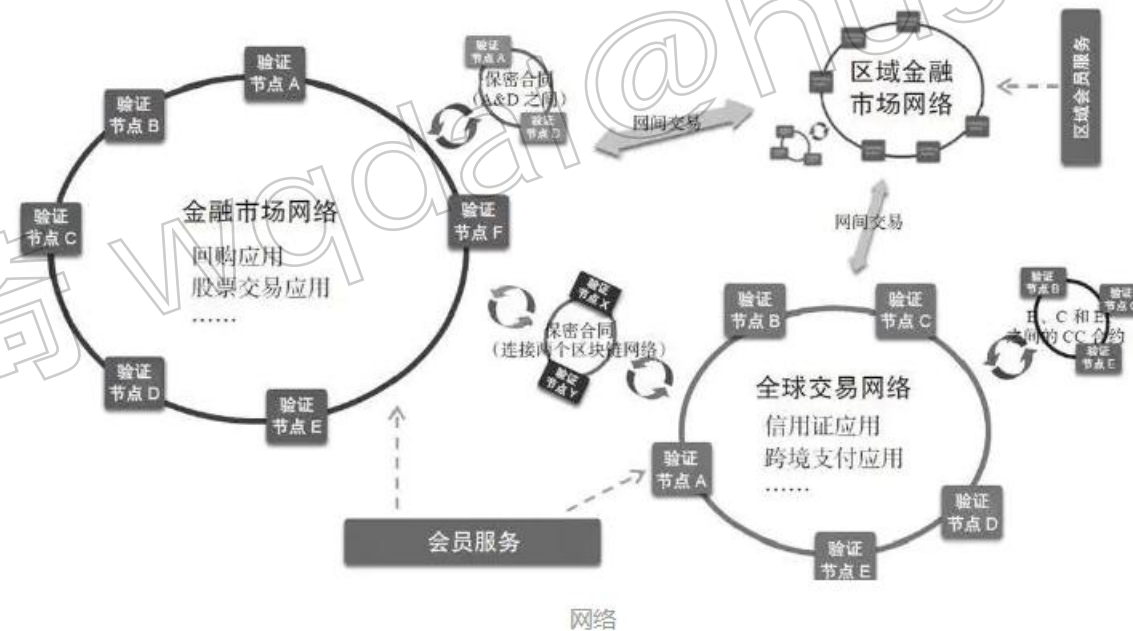 验证
节点 A
验证
节点 B
验证
节点 C
验证
节点 D
验证
节点 E
验证
节点 F
金融市场网络
回购应用
股票交易应用
……
验证
节点 A
保密合同
（A&D 之间）
验证
节点 D
网间交易
区域金融
市场网络
区域会员服务
网间交易
验证
节点 X
保密合同
（连接两个区块链网络）
验证
节点 Y
验证
节点 B
验证
节点 C
全球交易网络
信用证应用
跨境支付应用
……
验证
节点 A
验证
节点 D
验证
节点 E
验证
节点 B
验证
节点 C
B、C 和 E
之间的 CC 合约
验证
节点 E
会员服务
网络
奇 wqdai@hus